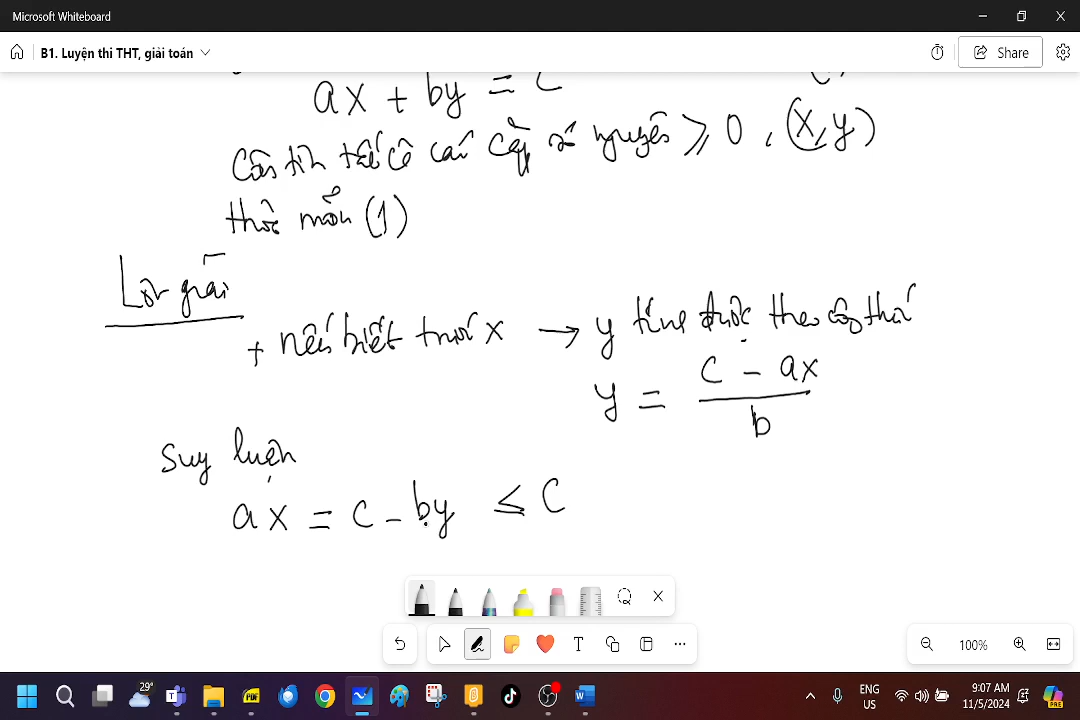 Microsoft Whiteboard
B1. Luyện thi THT, giải toán
Share
ax + by = c
Cần tìm tất cả các cặp số nguyên ≥ 0, (x, y)
thỏa mãn (1)
Lời giải
+ nếu biết trước x → y tính được theo công thức
y = (c - ax) / b
Suy luận
ax = c - by ≤ c
100%
29°
ENG
US
9:07 AM
11/5/2024